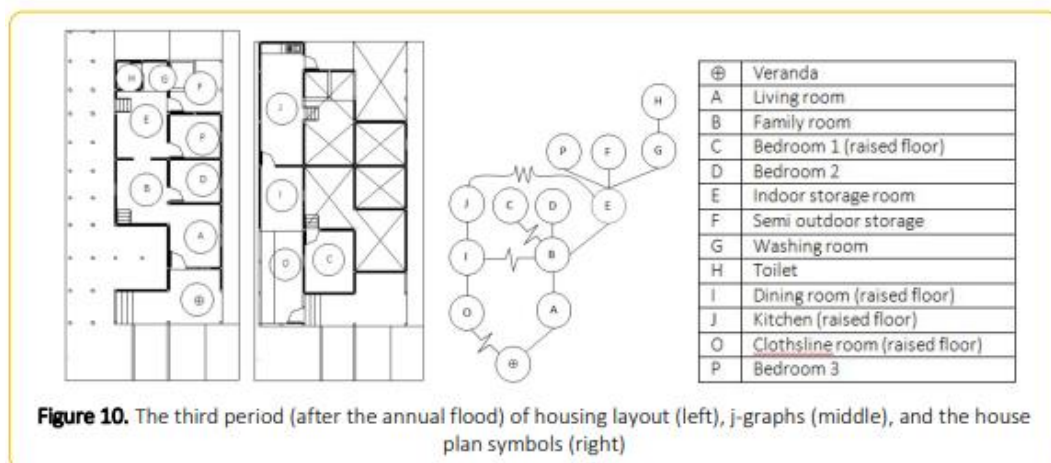 H G F
E
P
B D
A
⊕
J
I
O C
H
P F G
J C D E
I B
O A
⊕
⊕ Veranda
A Living room
B Family room
C Bedroom 1 (raised floor)
D Bedroom 2
E Indoor storage room
F Semi outdoor storage
G Washing room
H Toilet
I Dining room (raised floor)
J Kitchen (raised floor)
O Clothsline room (raised floor)
P Bedroom 3
Figure 10. The third period (after the annual flood) of housing layout (left), j-graphs (middle), and the house
plan symbols (right)